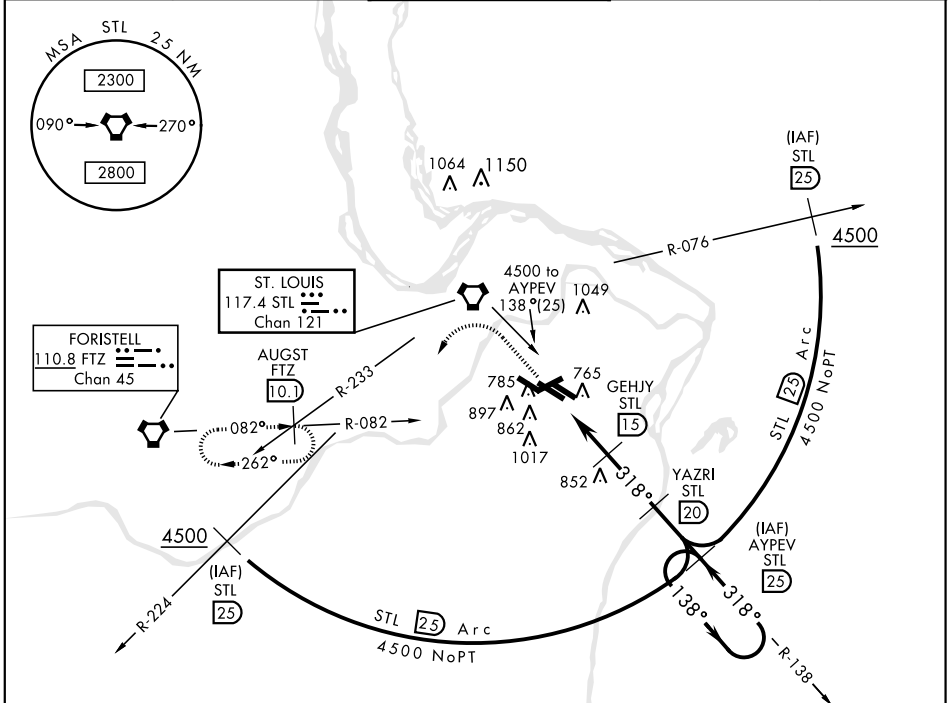 MSA STL 25 NM
2300
090° 270°
2800
(IAF)
STL
25
4500
R-076
1064
1150
ST. LOUIS
117.4 STL
Chan 121
4500 to
AYPEV
138°(25)
1049
FORISTELL
110.8 FTZ
Chan 45
AUGST
FTZ
10.1
R-233
R-082
082°
262°
785
765
897
862
1017
GEHJY
STL
15
852
318°
YAZRI
STL
20
STL 25 Arc
4500 NoPT
(IAF)
AYPEV
STL
25
4500
(IAF)
STL
25
R-224
STL 25 Arc
4500 NoPT
138°
318°
R-138